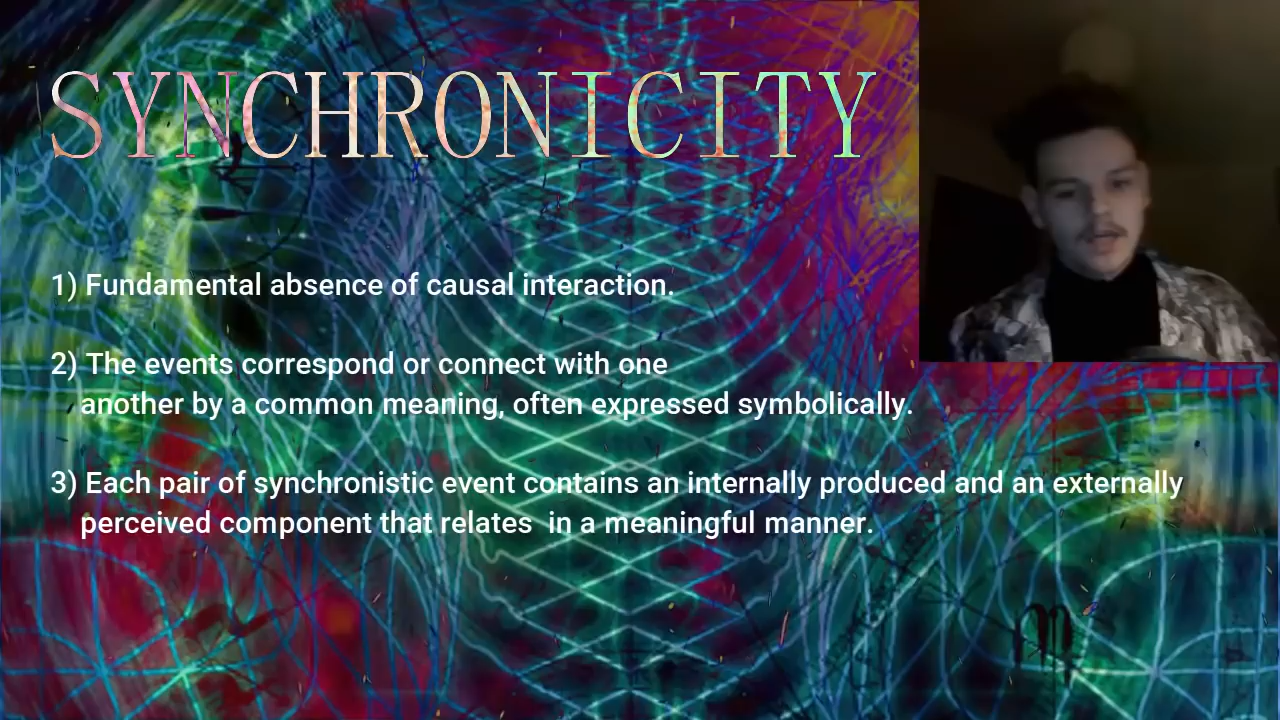 SYNCHRONICITY
1) Fundamental absence of causal interaction.
2) The events correspond or connect with one
another by a common meaning, often expressed symbolically.
3) Each pair of synchronistic event contains an internally produced and an externally
perceived component that relates  in a meaningful manner.